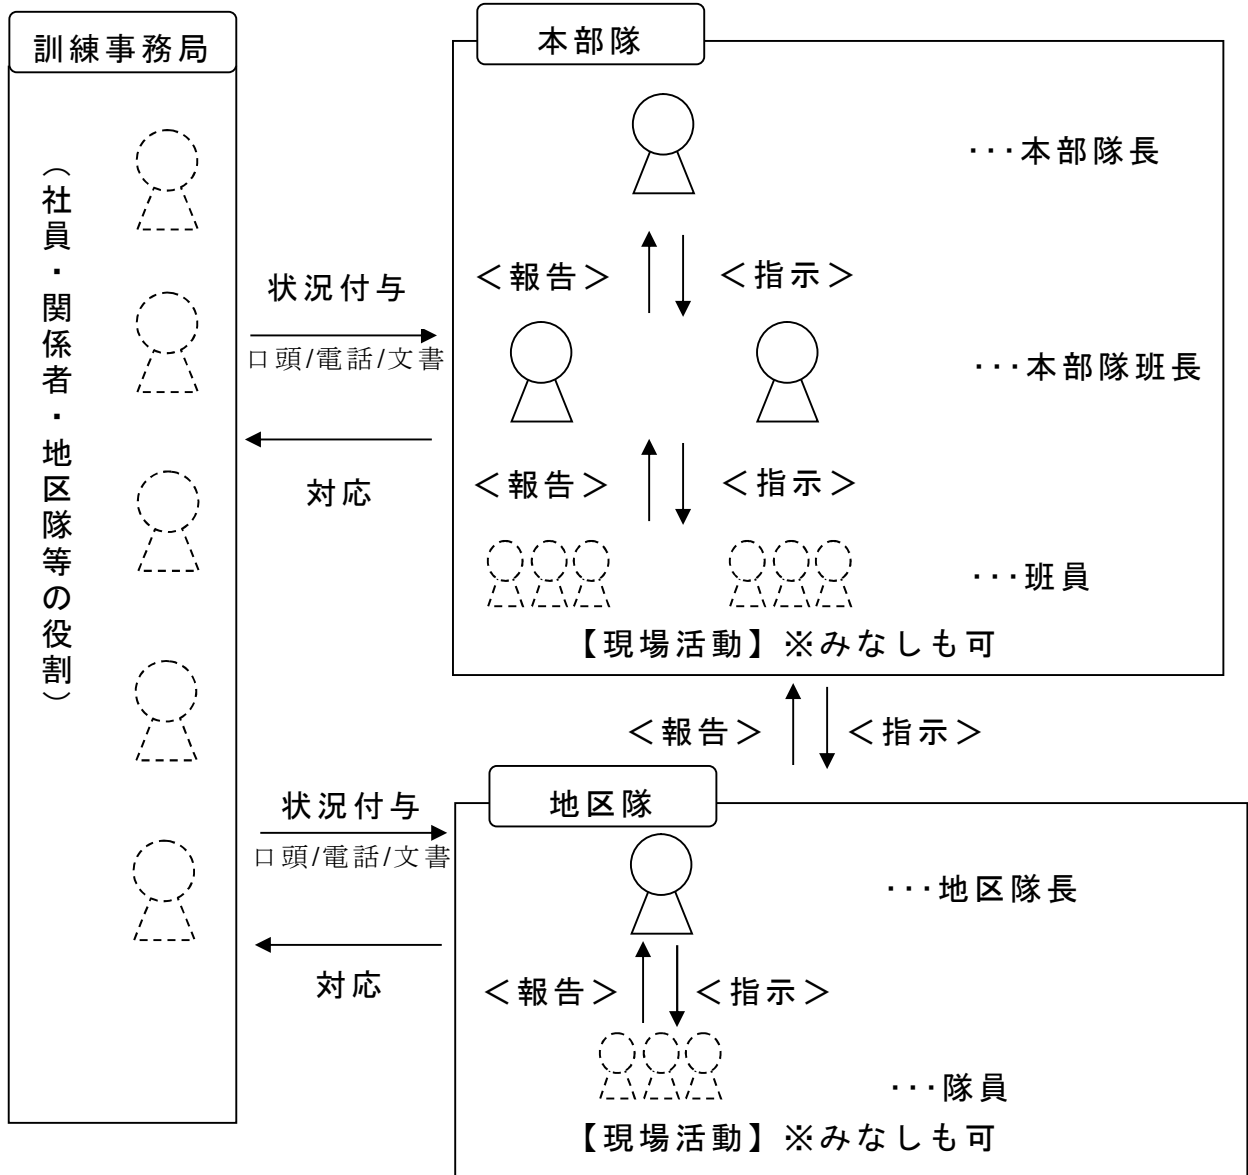 訓練事務局
（社員・関係者・地区隊等の役割）
本部隊
･･･本部隊長
＜報告＞
＜指示＞
状況付与
口頭/電話/文書
･･･本部隊班長
対応
＜報告＞
＜指示＞
･･･班員
【現場活動】※みなしも可
＜報告＞
＜指示＞
地区隊
状況付与
口頭/電話/文書
･･･地区隊長
対応
＜報告＞
＜指示＞
･･･隊員
【現場活動】※みなしも可